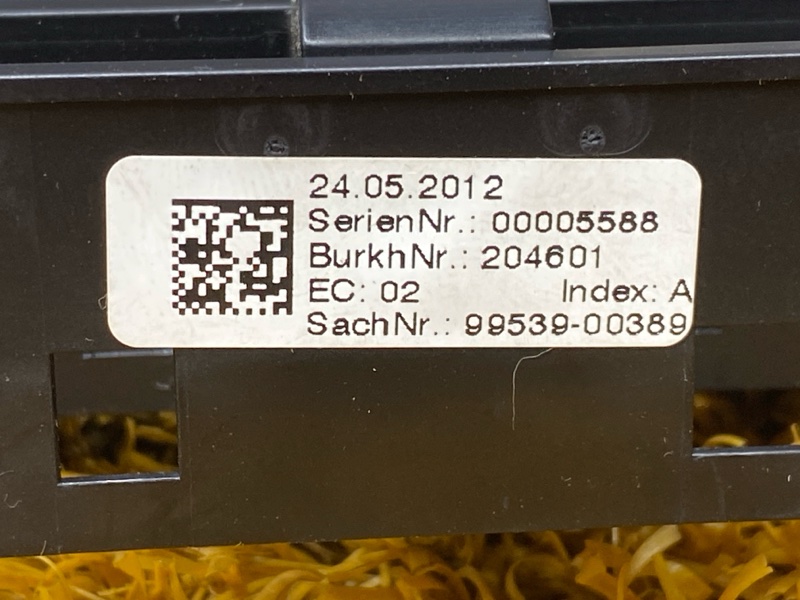 24.05.2012
SerienNr.: 00005588
BurkhNr.: 204601
EC: 02 Index: A
SachNr.: 99539-00389